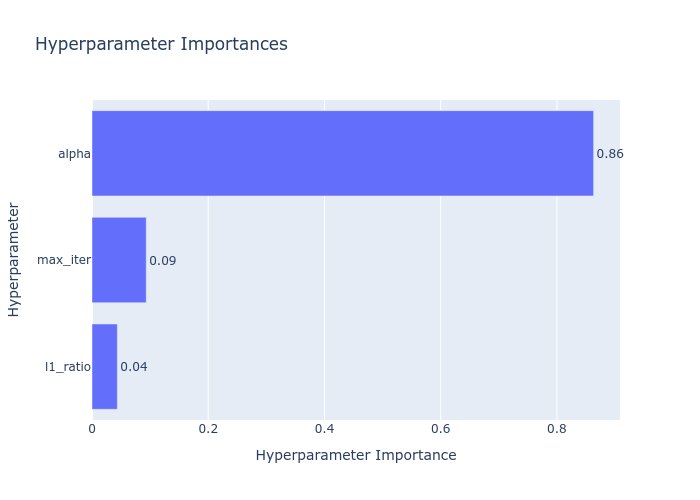 Hyperparameter Importances
Hyperparameter
alpha
0.86
max_iter
0.09
l1_ratio
0.04
0
0.2
0.4
0.6
0.8
Hyperparameter Importance